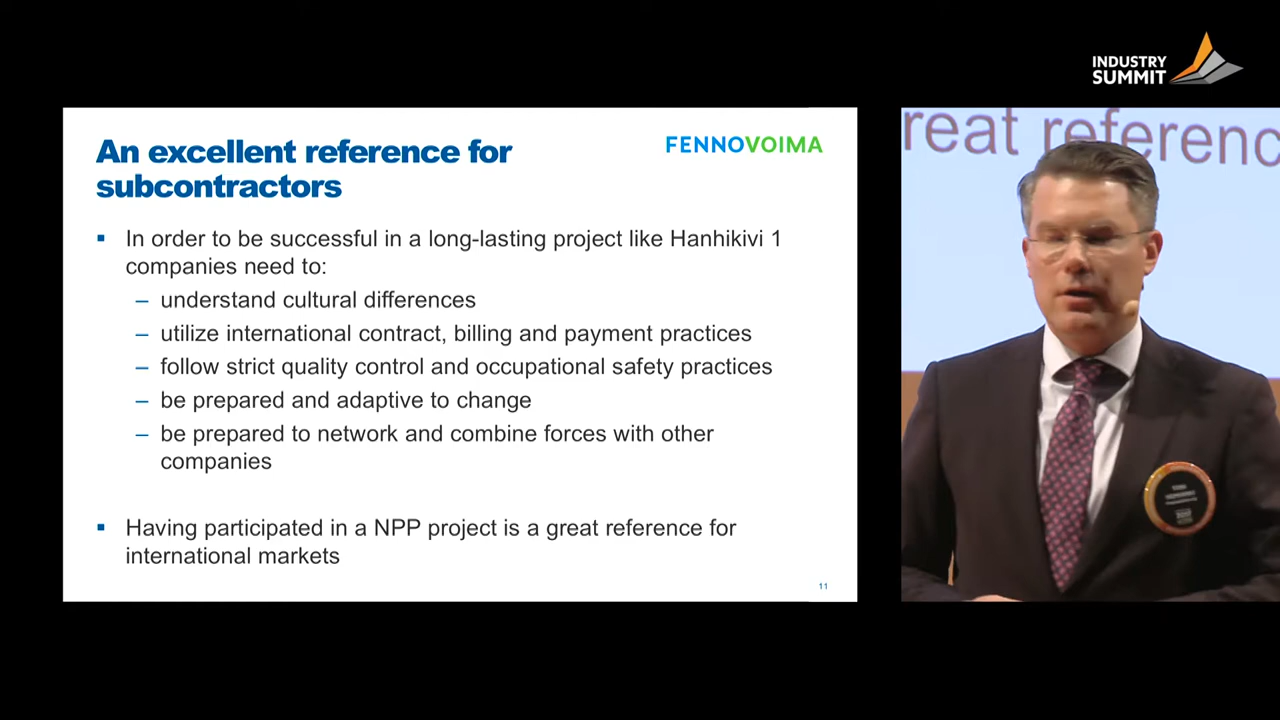 INDUSTRY
SUMMIT
An excellent reference for
subcontractors
FENNOVOIMA
▪ In order to be successful in a long-lasting project like Hanhikivi 1
companies need to:
– understand cultural differences
– utilize international contract, billing and payment practices
– follow strict quality control and occupational safety practices
– be prepared and adaptive to change
– be prepared to network and combine forces with other
companies
▪ Having participated in a NPP project is a great reference for
international markets
11
reat referenc